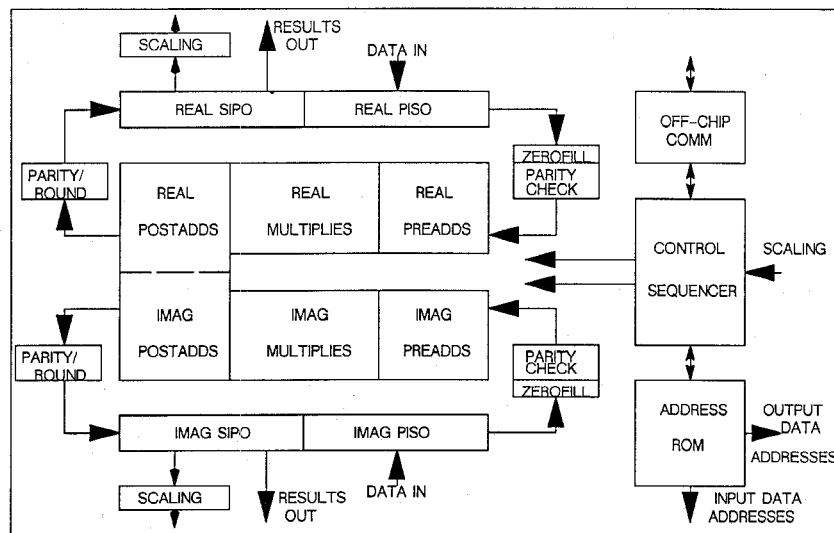 SCALING
RESULTS
OUT
DATA IN
REAL SIPO
REAL PISO
OFF-CHIP
COMM
PARITY/
ROUND
REAL
POSTADDS
REAL
MULTIPLIES
REAL
PREADDS
ZEROFILL
PARITY
CHECK
CONTROL
SEQUENCER
SCALING
IMAG
POSTADDS
IMAG
MULTIPLIES
IMAG
PREADDS
PARITY/
ROUND
PARITY
CHECK
ZEROFILL
ADDRESS
ROM
OUTPUT
DATA
ADDRESSES
IMAG SIPO
IMAG PISO
SCALING
RESULTS
OUT
DATA IN
INPUT DATA
ADDRESSES